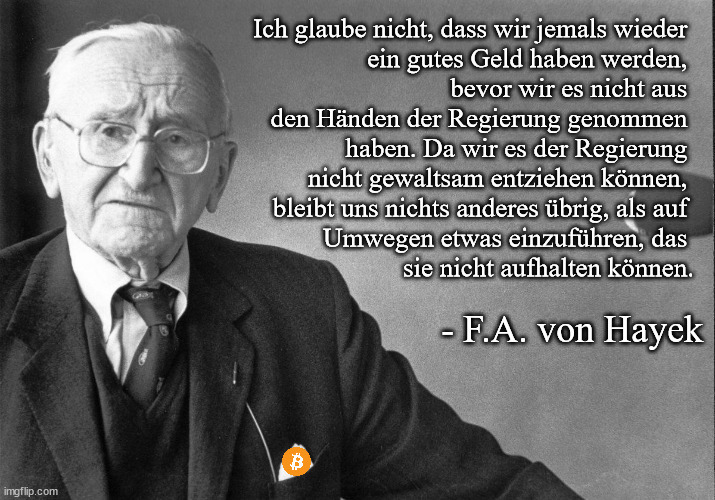 Ich glaube nicht, dass wir jemals wieder
ein gutes Geld haben werden,
bevor wir es nicht aus
den Händen der Regierung genommen
haben. Da wir es der Regierung
nicht gewaltsam entziehen können,
bleibt uns nichts anderes übrig, als auf
Umwegen etwas einzuführen, das
sie nicht aufhalten können.
- F.A. von Hayek
imgflip.com